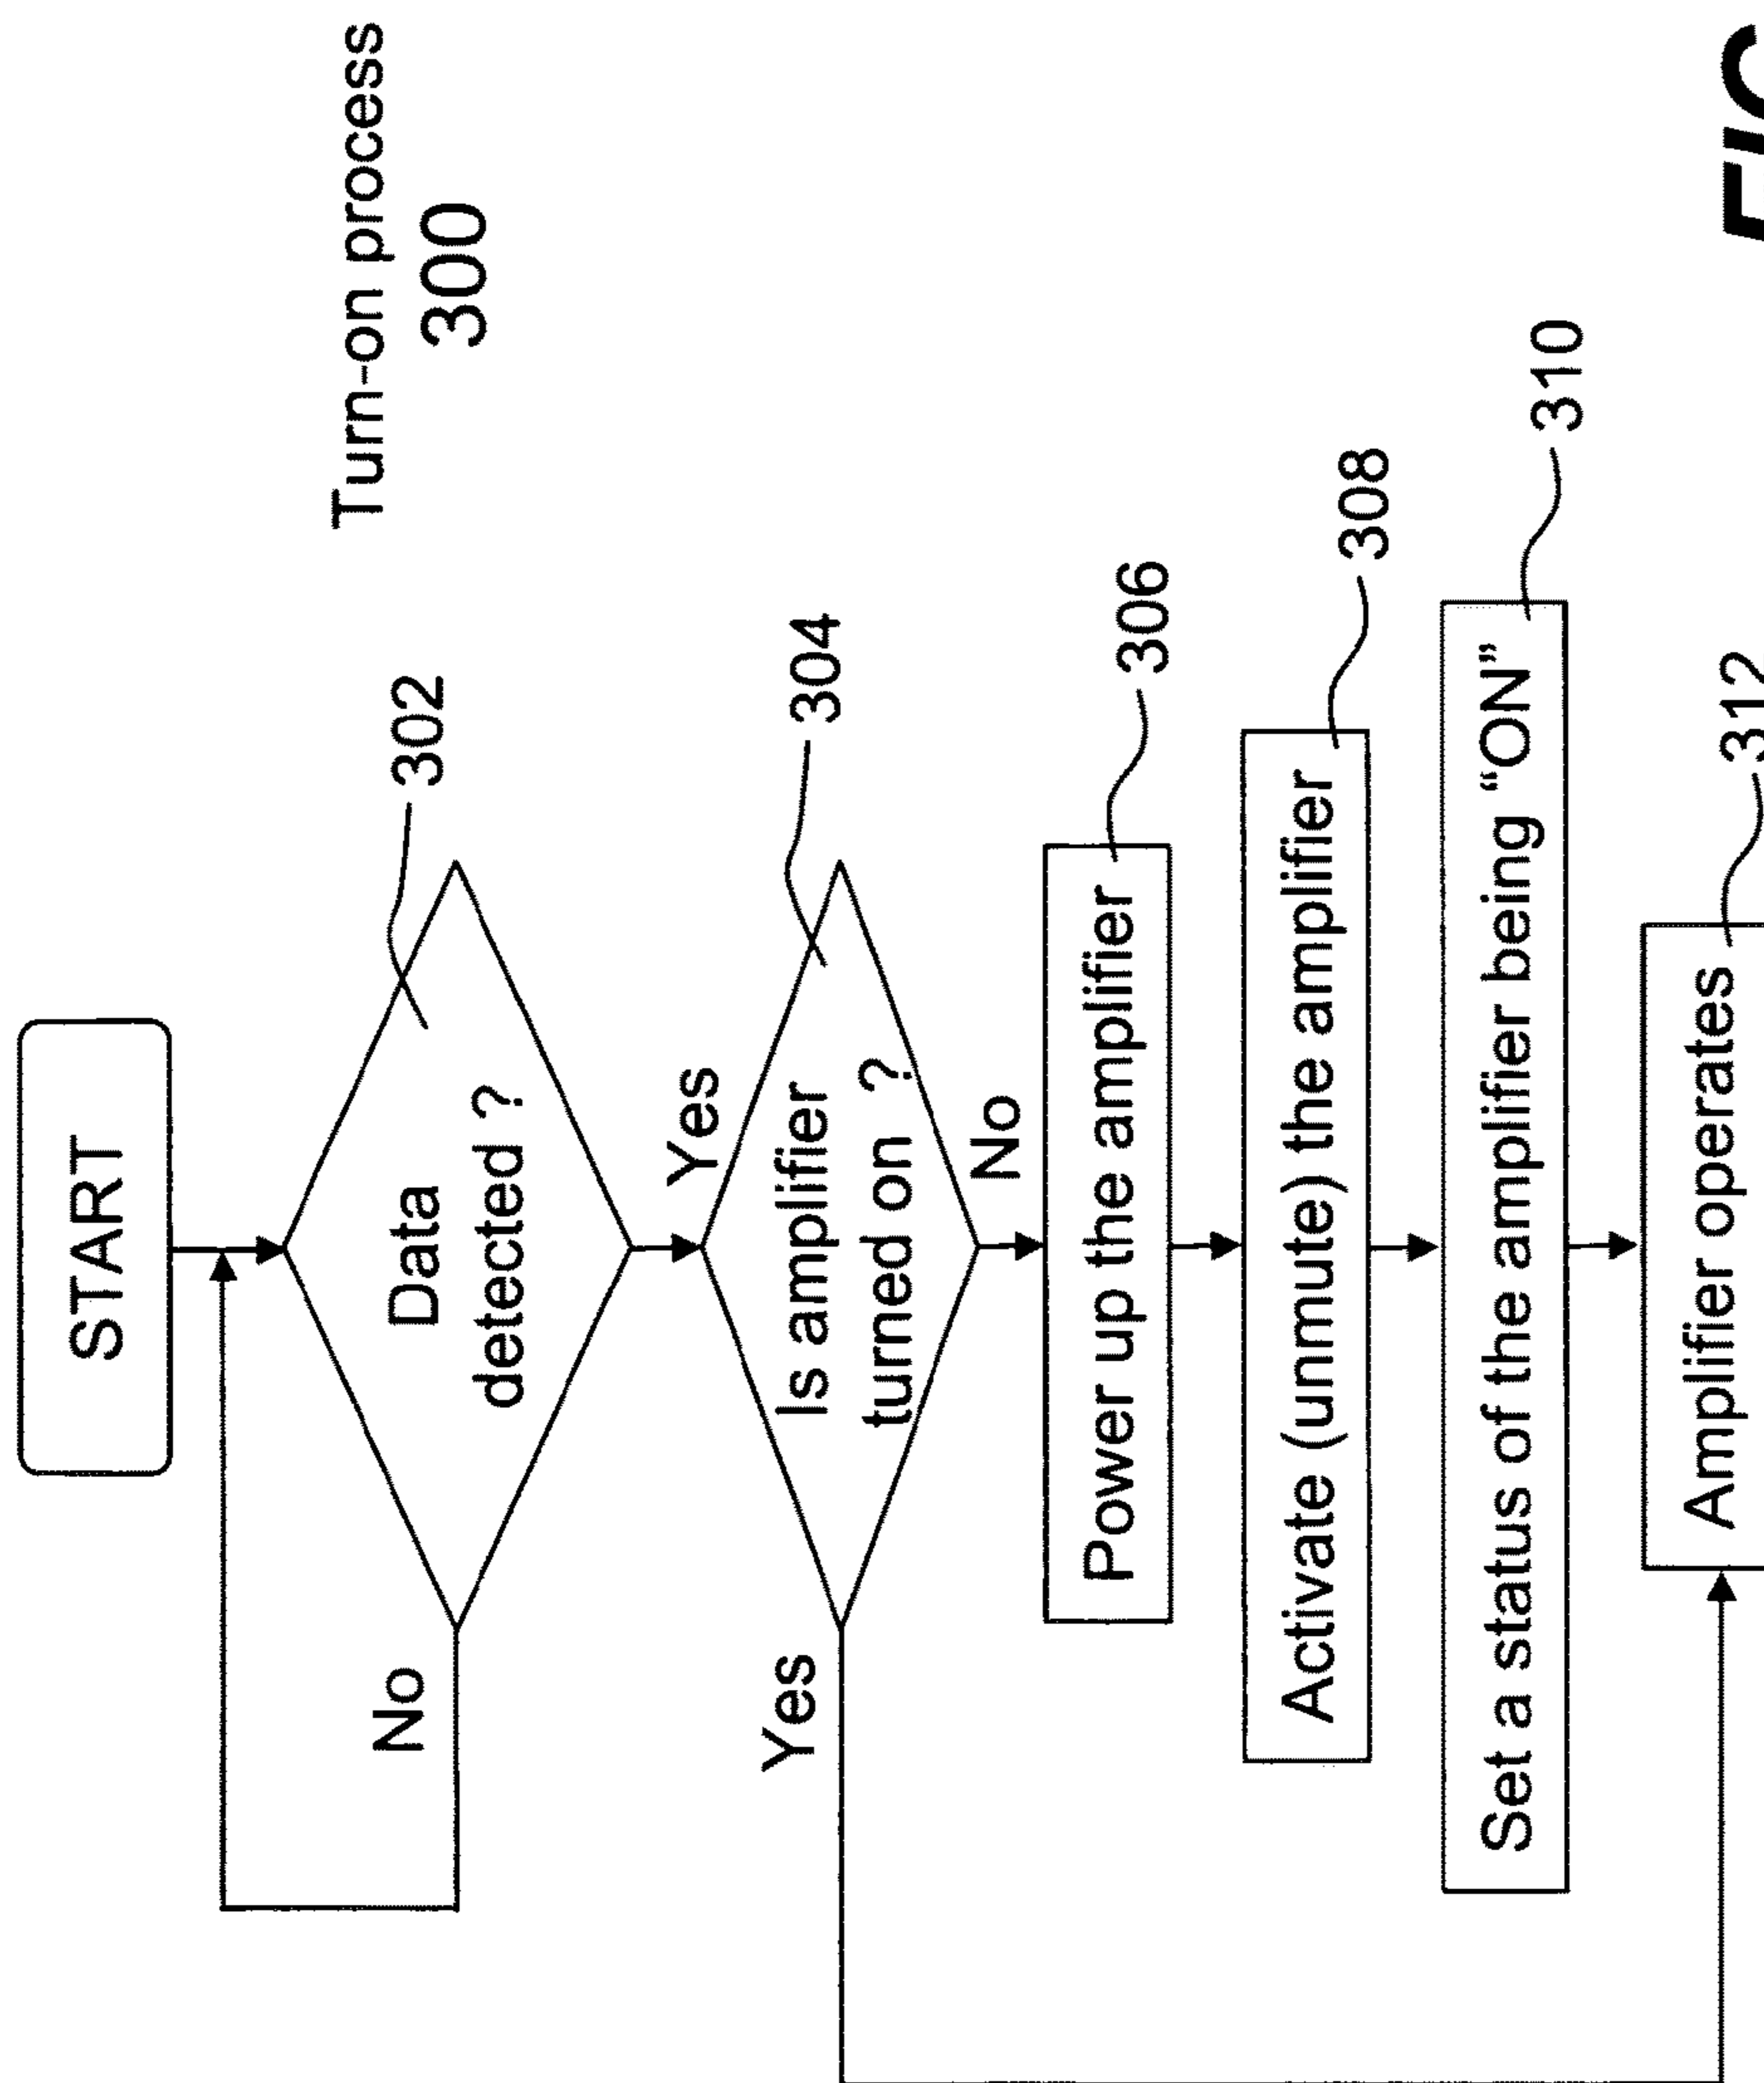 Turn-on process
300
START
Data
detected ?
302
No
Yes
Is amplifier
turned on ?
304
Yes
No
Power up the amplifier
306
Activate (unmute) the amplifier
308
Set a status of the amplifier being “ON”
310
Amplifier operates
312